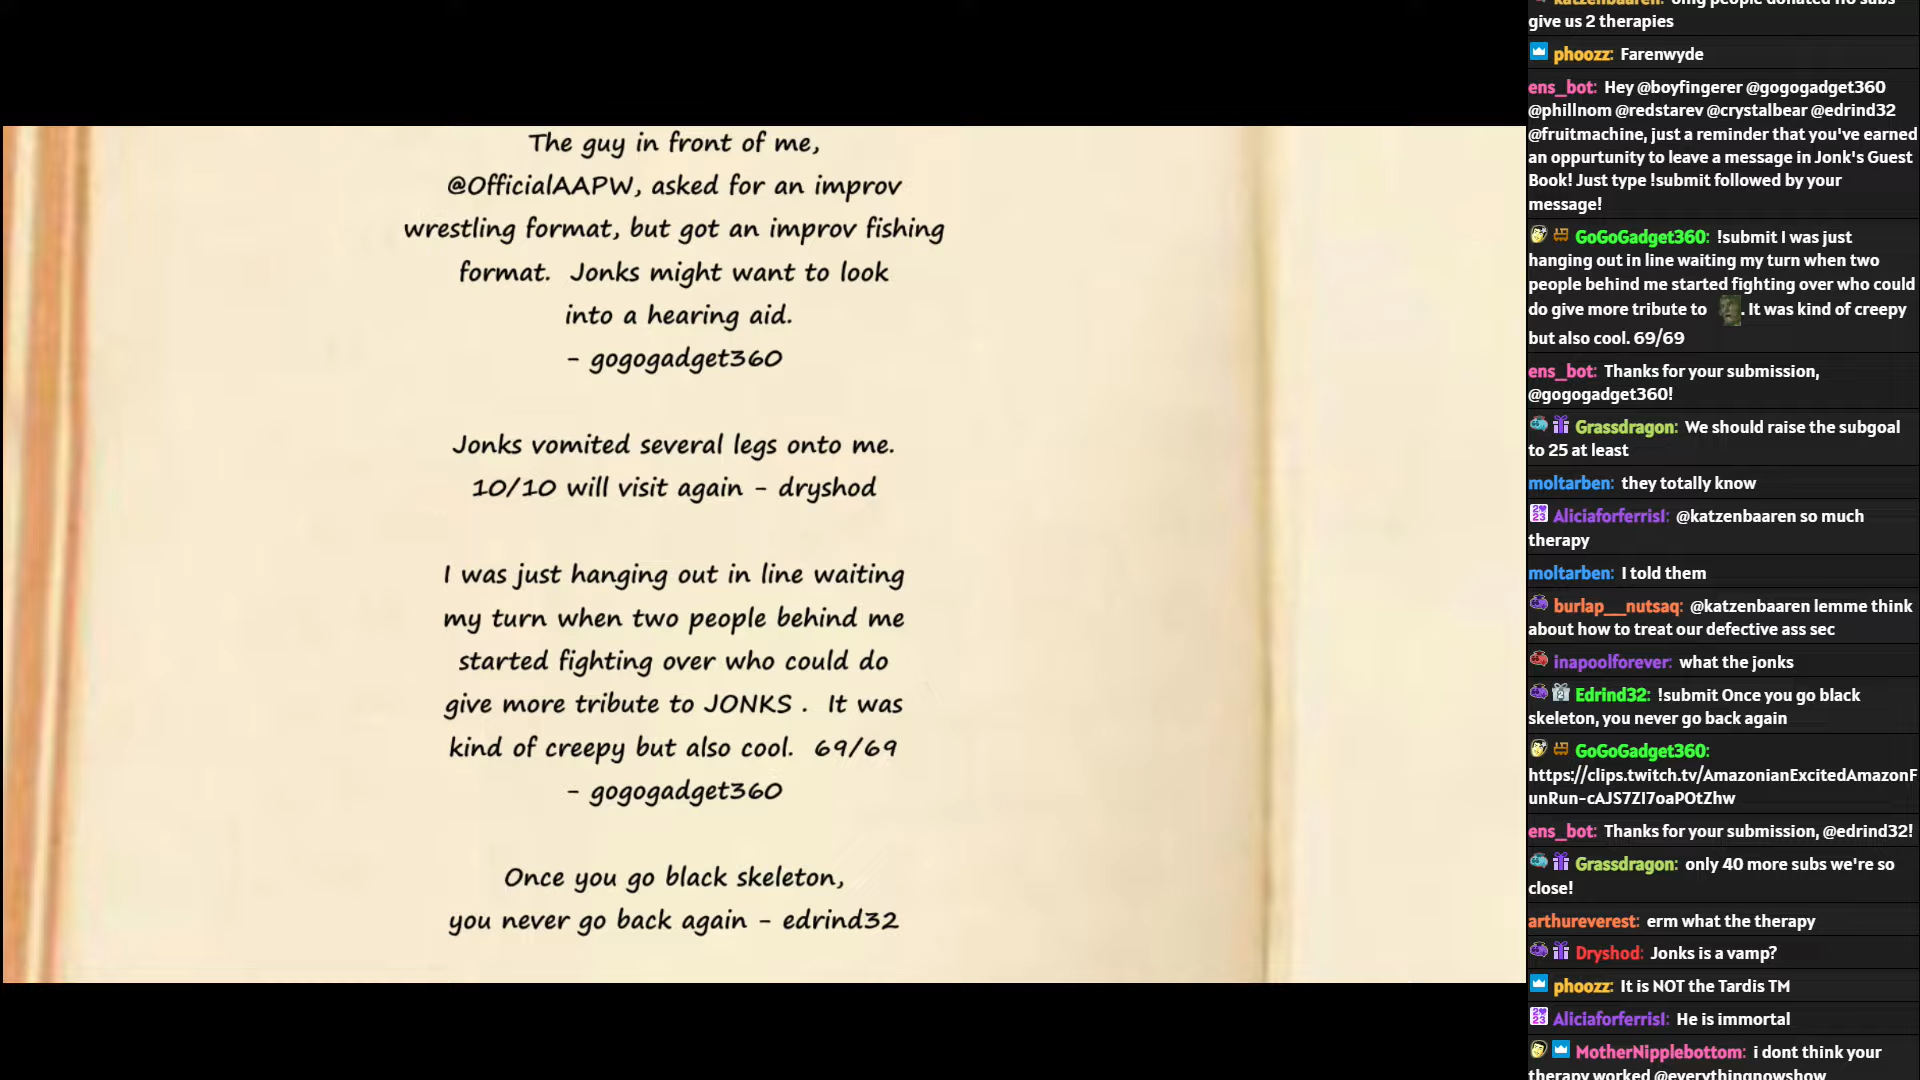 The guy in front of me,
@OfficialAAPW, asked for an improv
wrestling format, but got an improv fishing
format.  Jonks might want to look
into a hearing aid.
- gogogadget360
Jonks vomited several legs onto me.
10/10 will visit again - dryshod
I was just hanging out in line waiting
my turn when two people behind me
started fighting over who could do
give more tribute to JONKS .  It was
kind of creepy but also cool.  69/69
- gogogadget360
Once you go black skeleton,
you never go back again - edrind32
give us 2 therapies
phoozz: Farenwyde
ens_bot: Hey @boyfingerer @gogogadget360
@phillnom @redstarev @crystalbear @edrind32
@fruitmachine, just a reminder that you've earned
an oppurtunity to leave a message in Jonk's Guest
Book! Just type !submit followed by your
message!
GoGoGadget360: !submit I was just
hanging out in line waiting my turn when two
people behind me started fighting over who could
do give more tribute to . It was kind of creepy
but also cool. 69/69
ens_bot: Thanks for your submission,
@gogogadget360!
Grassdragon: We should raise the subgoal
to 25 at least
moltarben: they totally know
Aliciaforferris1: @katzenbaaren so much
therapy
moltarben: I told them
burlap__nutsaq: @katzenbaaren lemme think
about how to treat our defective ass sec
inapoolforever: what the jonks
Edrind32: !submit Once you go black
skeleton, you never go back again
GoGoGadget360:
https://clips.twitch.tv/AmazonianExcitedAmazonF
unRun-cAJS7ZI7oaPOtZhw
ens_bot: Thanks for your submission, @edrind32!
Grassdragon: only 40 more subs we're so
close!
arthureverest: erm what the therapy
Dryshod: Jonks is a vamp?
phoozz: It is NOT the Tardis TM
Aliciaforferris1: He is immortal
MotherNipplebottom: i dont think your
therapy worked @everythingnowshow